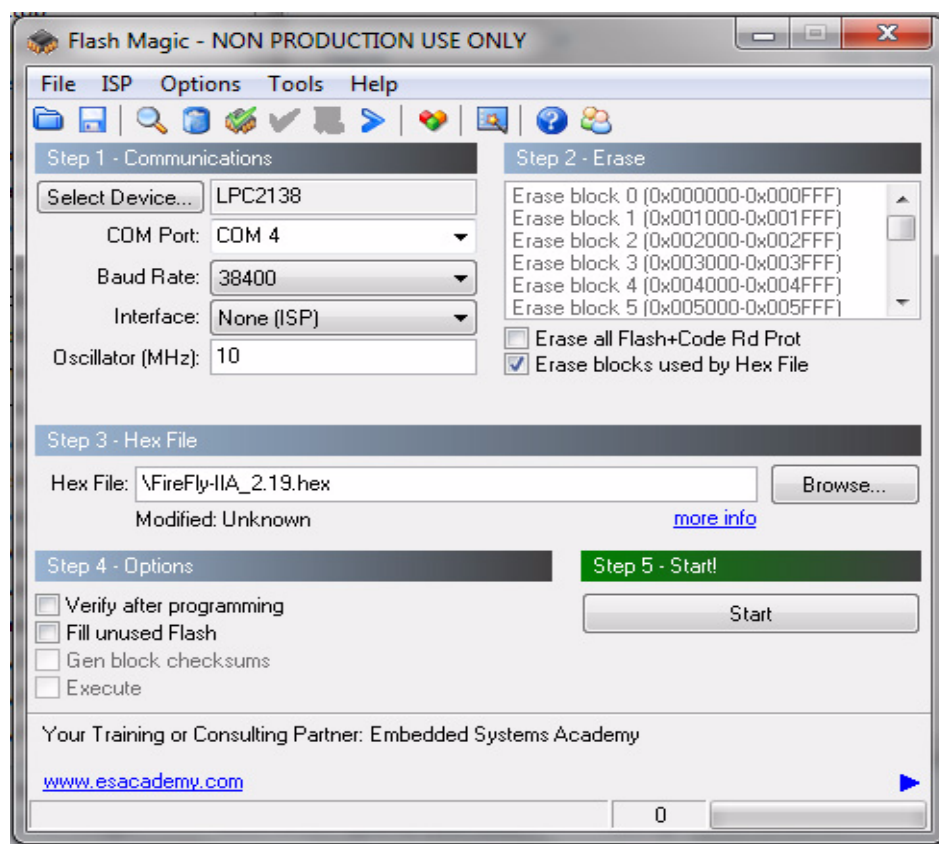 Flash Magic - NON PRODUCTION USE ONLY
File ISP Options Tools Help
Step 1 - Communications
Select Device... LPC2138
COM Port: COM 4
Baud Rate: 38400
Interface: None (ISP)
Oscillator (MHz): 10
Step 2 - Erase
Erase block 0 (0x000000-0x000FFF)
Erase block 1 (0x001000-0x001FFF)
Erase block 2 (0x002000-0x002FFF)
Erase block 3 (0x003000-0x003FFF)
Erase block 4 (0x004000-0x004FFF)
Erase block 5 (0x005000-0x005FFF)
Erase all Flash+Code Rd Prot
Erase blocks used by Hex File
Step 3 - Hex File
Hex File: \FireFly-IIA_2.19.hex Browse...
Modified: Unknown more info
Step 4 - Options
Verify after programming
Fill unused Flash
Gen block checksums
Execute
Step 5 - Start!
Start
Your Training or Consulting Partner: Embedded Systems Academy
www.esacademy.com
0